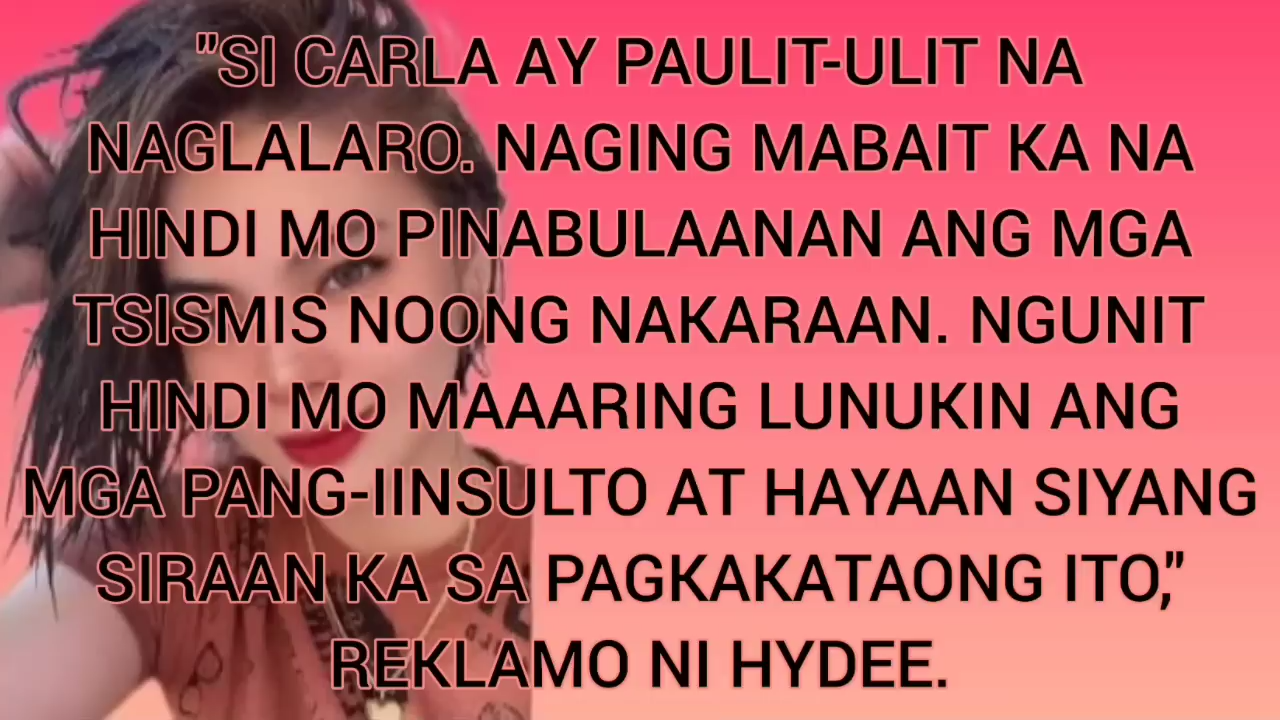 "SI CARLA AY PAULIT-ULIT NA
NAGLALARO. NAGING MABAIT KA NA
HINDI MO PINABULAANAN ANG MGA
TSISMIS NOONG NAKARAAN. NGUNIT
HINDI MO MAAARING LUNUKIN ANG
MGA PANG-IINSULTO AT HAYAAN SIYANG
SIRAAN KA SA PAGKAKATAONG ITO,"
REKLAMO NI HYDEE.